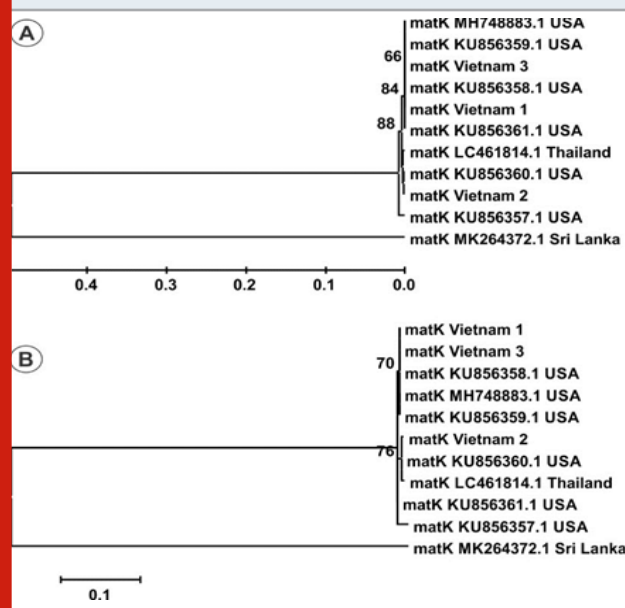 A
matK MH748883.1 USA
matK KU856359.1 USA
66
matK Vietnam 3
84
matK KU856358.1 USA
matK Vietnam 1
88
matK KU856361.1 USA
matK LC461814.1 Thailand
matK KU856360.1 USA
matK Vietnam 2
matK KU856357.1 USA
matK MK264372.1 Sri Lanka
0.4 0.3 0.2 0.1 0.0
B
matK Vietnam 1
matK Vietnam 3
70
matK KU856358.1 USA
matK MH748883.1 USA
matK KU856359.1 USA
matK Vietnam 2
76
matK KU856360.1 USA
matK LC461814.1 Thailand
matK KU856361.1 USA
matK KU856357.1 USA
matK MK264372.1 Sri Lanka
0.1